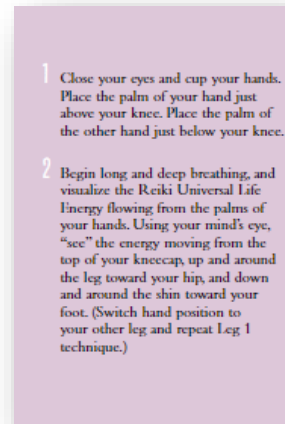 1 Close your eyes and cup your hands.
Place the palm of your hand just
above your knee. Place the palm of
the other hand just below your knee.
2 Begin long and deep breathing, and
visualize the Reiki Universal Life
Energy flowing from the palms of
your hands. Using your mind's eye,
“see” the energy moving from the
top of your kneecap, up and around
the leg toward your hip, and down
and around the shin toward your
foot. (Switch hand position to
your other leg and repeat Leg 1
technique.)